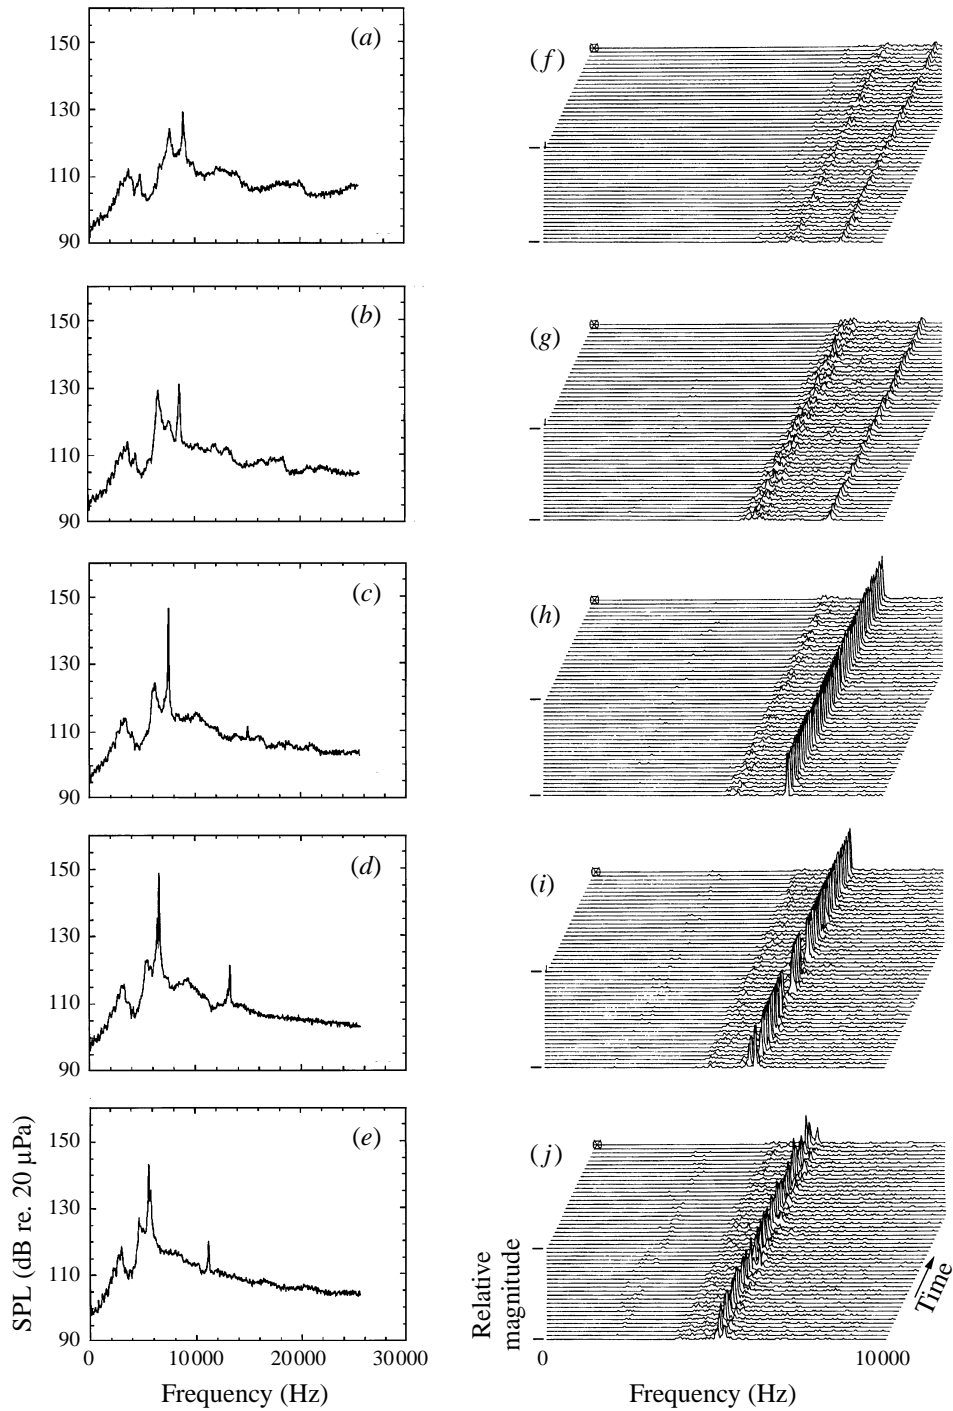 150
130
110
90
(a)
(f)
150
130
110
90
(b)
(g)
150
130
110
90
(c)
(h)
150
130
110
90
(d)
(i)
150
130
110
90
(e)
(j)
SPL (dB re. 20 μPa)
Relative
magnitude
Time
0 10000 20000 30000
0 10000
Frequency (Hz)
Frequency (Hz)